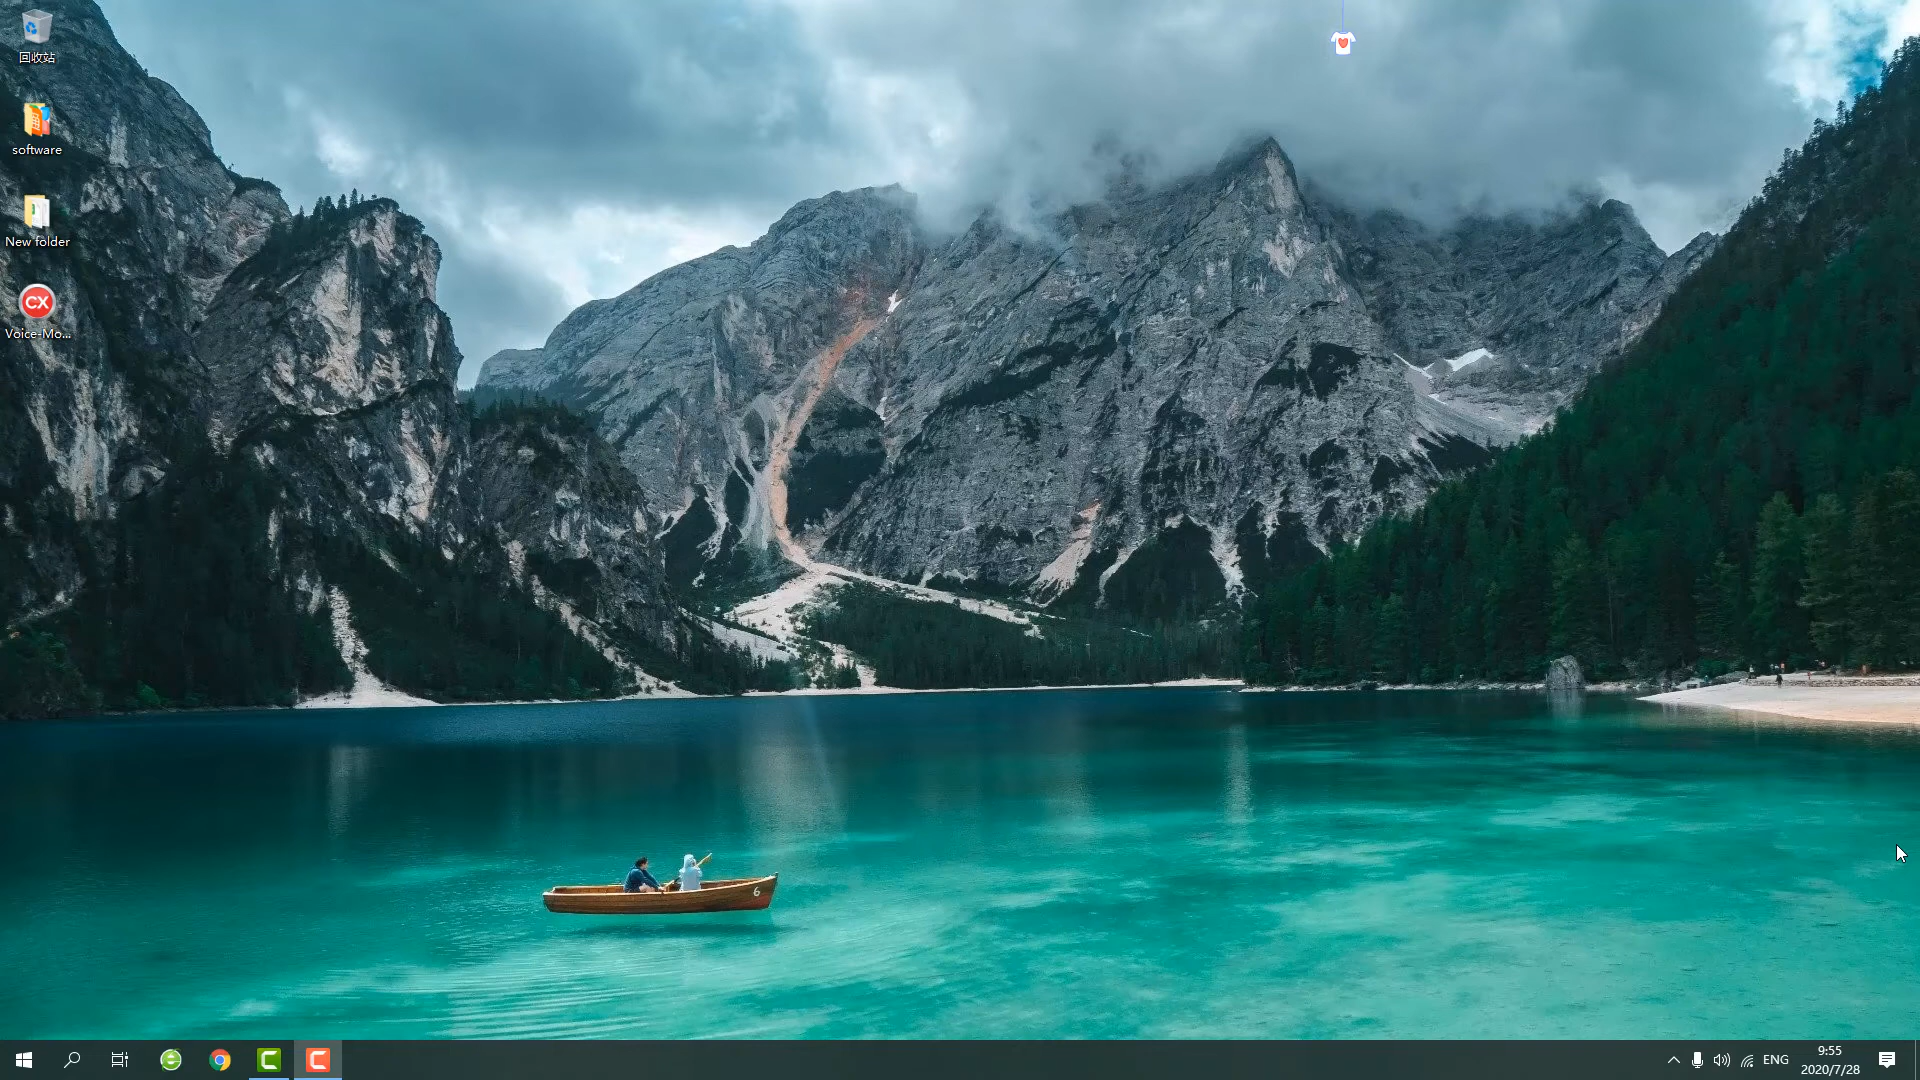 回收站
software
New folder
CX
Voice-Mo...
6
ENG
9:55
2020/7/28